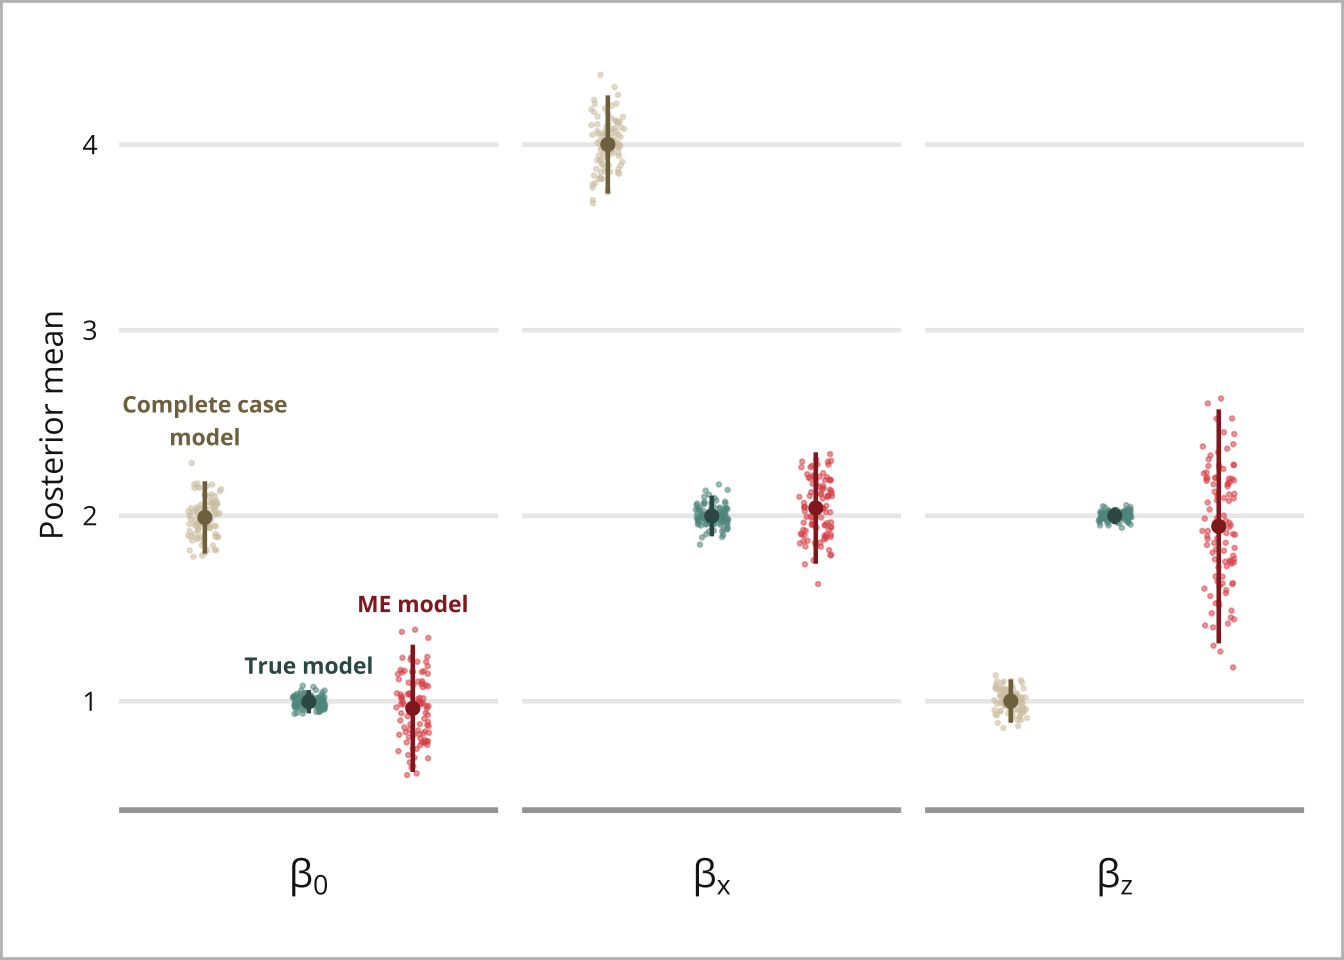 Posterior mean
4
3
2
1
Complete case
model
True model
ME model
β0
βx
βz